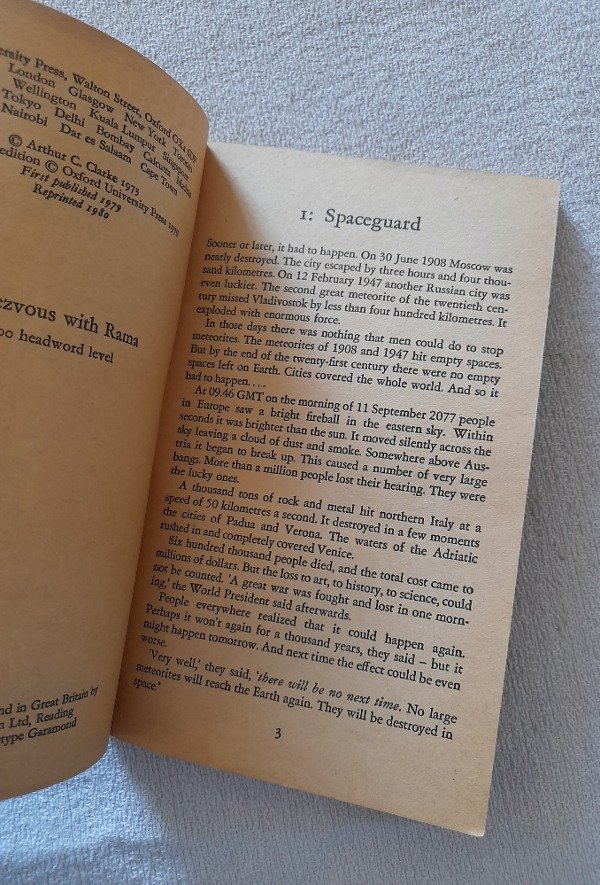 ersity Press, Walton Street, Oxford OX2 6DP
London Glasgow New York Toronto
Wellington Kuala Lumpur Singapore
Tokyo Delhi Bombay Calcutta Madras
Nairobi Dar es Salaam Cape Town
© Arthur C. Clarke 1973
edition © Oxford University Press 1979
First published 1979
Reprinted 1980
ezvous with Rama
00 headword level
nd in Great Britain by
n Ltd, Reading
otype Garamond
1: Spaceguard
Sooner or later, it had to happen. On 30 June 1908 Moscow was
nearly destroyed. The city escaped by three hours and four thou-
sand kilometres. On 12 February 1947 another Russian city was
even luckier. The second great meteorite of the twentieth cen-
tury missed Vladivostok by less than four hundred kilometres. It
exploded with enormous force.
In those days there was nothing that men could do to stop
meteorites. The meteorites of 1908 and 1947 hit empty spaces.
But by the end of the twenty-first century there were no empty
spaces left on Earth. Cities covered the whole world. And so it
had to happen. . . .
At 09.46 GMT on the morning of 11 September 2077 people
in Europe saw a bright fireball in the eastern sky. Within
seconds it was brighter than the sun. It moved silently across the
sky leaving a cloud of dust and smoke. Somewhere above Aus-
tria it began to break up. This caused a number of very large
bangs. More than a million people lost their hearing. They were
the lucky ones.
A thousand tons of rock and metal hit northern Italy at a
speed of 50 kilometres a second. It destroyed in a few moments
the cities of Padua and Verona. The waters of the Adriatic
rushed in and completely covered Venice.
Six hundred thousand people died, and the total cost came to
millions of dollars. But the loss to art, to history, to science, could
not be counted. 'A great war was fought and lost in one morn-
ing,' the World President said afterwards.
People everywhere realized that it could happen again.
Perhaps it won't again for a thousand years, they said – but it
might happen tomorrow. And next time the effect could be even
worse.
'Very well,' they said, 'there will be no next time. No large
meteorites will reach the Earth again. They will be destroyed in
space.'
3